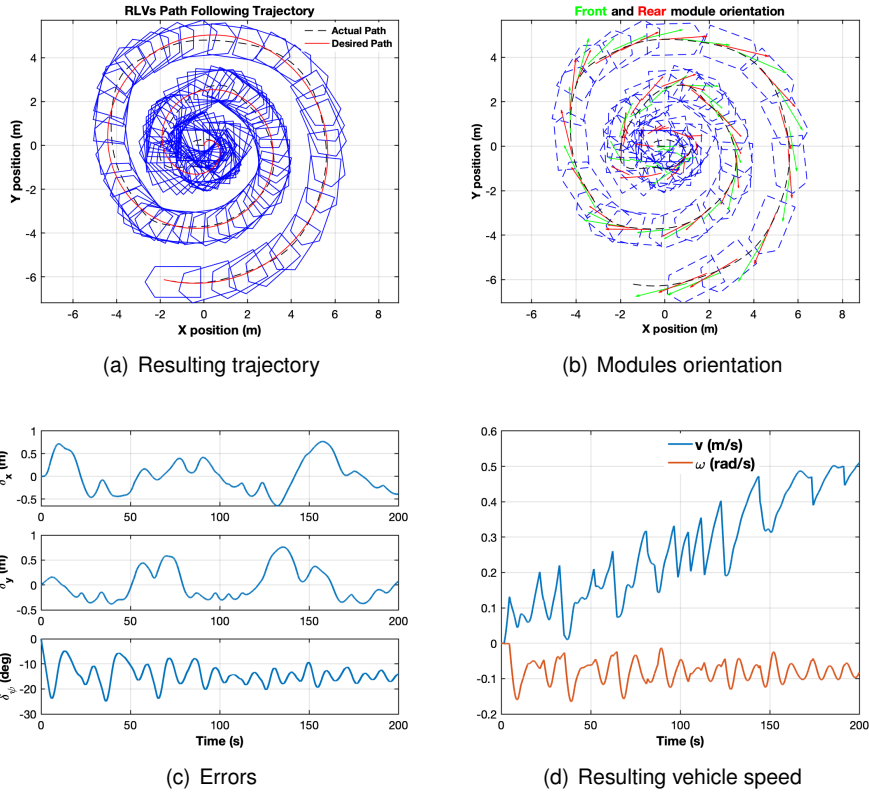 RLVs Path Following Trajectory
Actual Path
Desired Path
Y position (m)
4
2
0
-2
-4
-6
-6 -4 -2 0 2 4 6 8
X position (m)
(a) Resulting trajectory
Front and Rear module orientation
Y position (m)
4
2
0
-2
-4
-6
-6 -4 -2 0 2 4 6 8
X position (m)
(b) Modules orientation
δx (m)
1
0.5
0
-0.5
0 50 100 150 200
δy (m)
1
0.5
0
-0.5
0 50 100 150 200
δψ (deg)
0
-10
-20
-30
0 50 100 150 200
Time (s)
(c) Errors
v (m/s)
ω (rad/s)
0.6
0.5
0.4
0.3
0.2
0.1
0
-0.1
-0.2
0 50 100 150 200
Time (s)
(d) Resulting vehicle speed